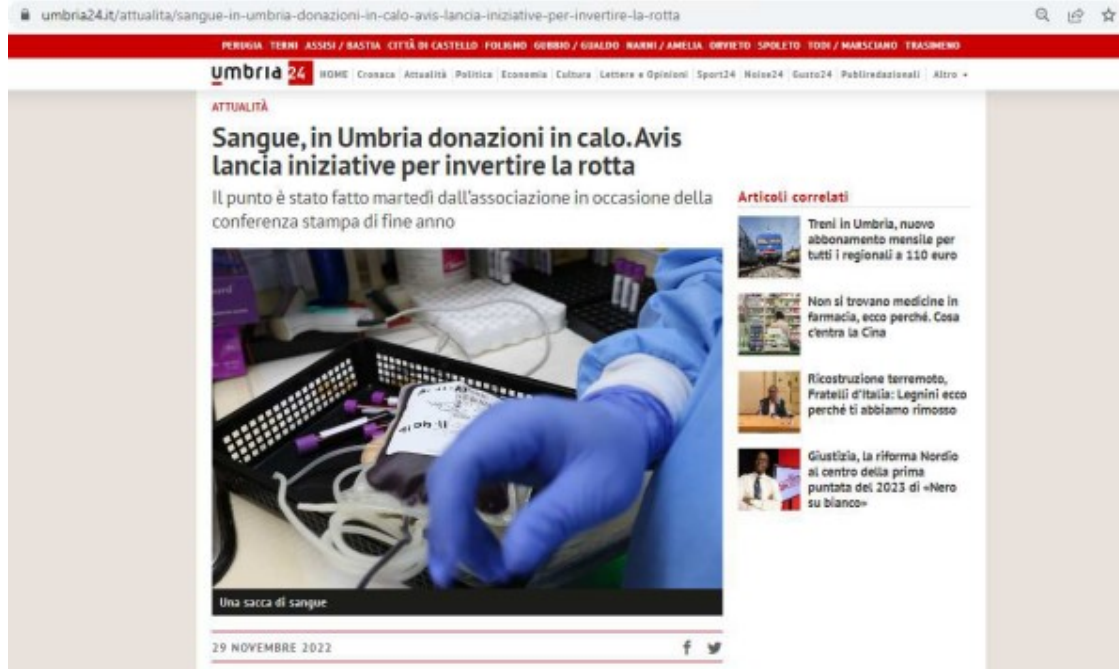 umbria24.it/attualita/sangue-in-umbria-donazioni-in-calo-avis-lancia-iniziative-per-invertire-la-rotta
PERUGIA TERNI ASSISI / BASTIA CITTÀ DI CASTELLO FOLIGNO GUBBIO / GUALDO NARNI / AMELIA ORVIETO SPOLETO TODI / MARSCIANO TRASIMENO
umbria 24 HOME Cronaca Attualità Politica Economia Cultura Lettere e Opinioni Sport24 Noise24 Gusto24 Publiredazionali Altro
ATTUALITÀ
Sangue, in Umbria donazioni in calo. Avis
lancia iniziative per invertire la rotta
Il punto è stato fatto martedì dall'associazione in occasione della
conferenza stampa di fine anno
Una sacca di sangue
29 NOVEMBRE 2022
Articoli correlati
Treni in Umbria, nuovo
abbonamento mensile per
tutti i regionali a 110 euro
Non si trovano medicine in
farmacia, ecco perché. Cosa
c'entra la Cina
Ricostruzione terremoto,
Fratelli d'Italia: Legnini ecco
perché ti abbiamo rimosso
Giustizia, la riforma Nordio
al centro della prima
puntata del 2023 di «Nero
su bianco»